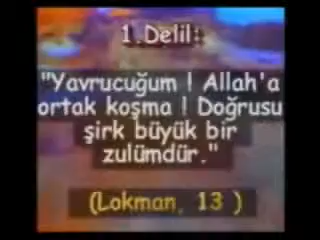 1.Delil:
"Yavrucuğum ! Allah'a
ortak koşma ! Doğrusu
şirk büyük bir
zulümdür."
(Lokman, 13 )